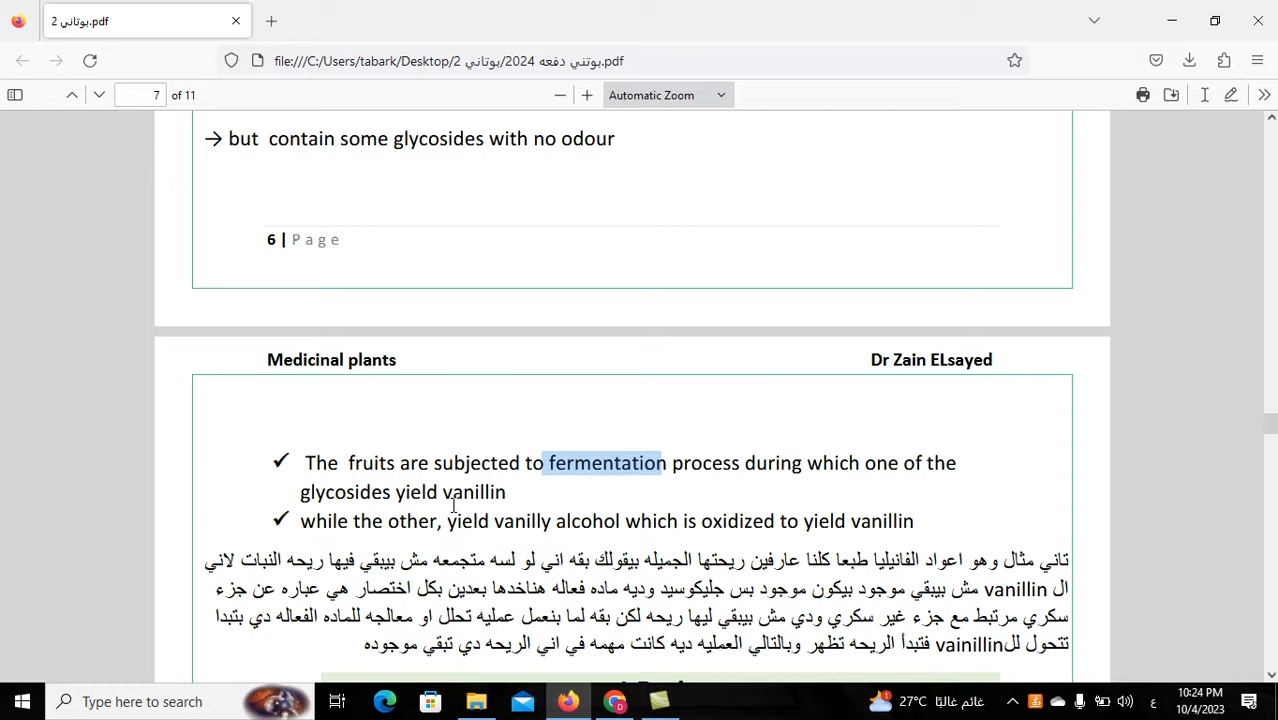 بوتاني 2.pdf
file:///C:/Users/tabark/Desktop/بوتاني 2/بوتني دفعه 2024.pdf
7 of 11
Automatic Zoom
→ but contain some glycosides with no odour
6 | Page
Medicinal plants Dr Zain ELsayed
✓ The fruits are subjected to fermentation process during which one of the
glycosides yield vanillin
✓ while the other, yield vanilly alcohol which is oxidized to yield vanillin
تاني مثال وهو اعواد الفانيليا طبعا كلنا عارفين ريحتها الجميله بيقولك بقه اني لو لسه متجمعه مش بيبقي فيها ريحه النبات لاني
ال vanillin مش بيبقي موجود بيكون موجود بس جليكوسيد وديه ماده فعاله هناخدها بعدين بكل اختصار هي عباره عن جزء
سكري مرتبط مع جزء غير سكري ودي مش بيبقي ليها ريحه لكن بقه لما بنعمل عمليه تحلل او معالجه للماده الفعاله دي بتبدا
تتحول للvainillin فتبدأ الريحه تظهر وبالتالي العمليه ديه كانت مهمه في اني الريحه دي تبقي موجوده
Type here to search
27°C غائم غالبًا
ع
10:24 PM
10/4/2023